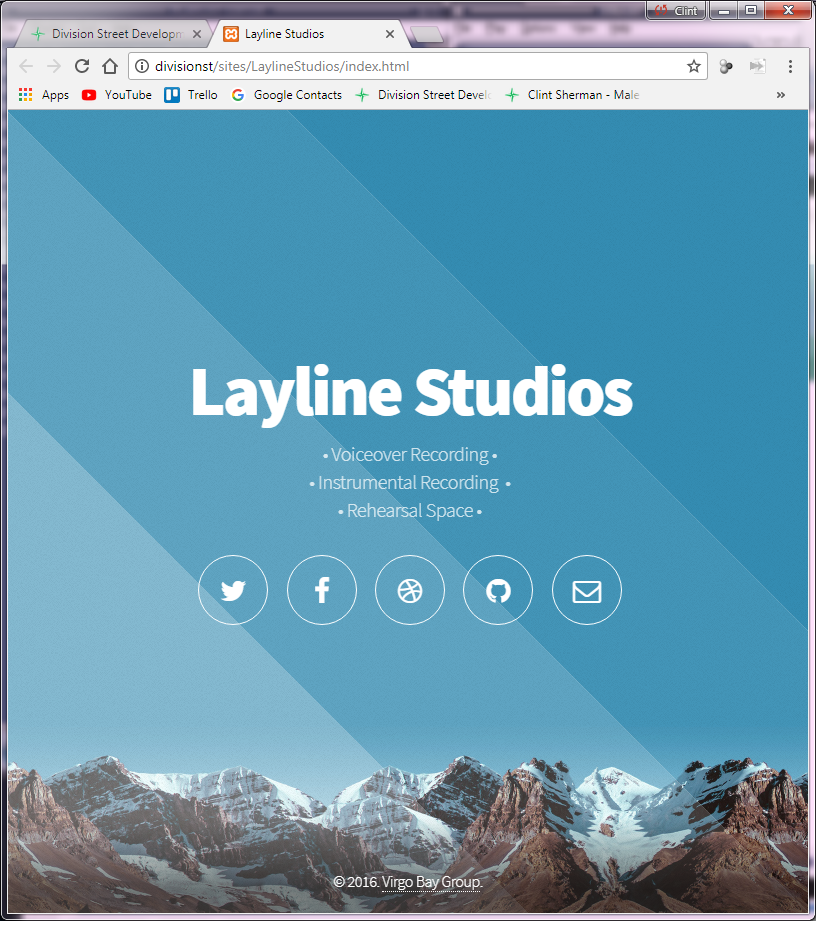 Clint
Division Street Developm
Layline Studios
divisionst/sites/LaylineStudios/index.html
Apps YouTube Trello Google Contacts Division Street Devel Clint Sherman - Male »
Layline Studios
• Voiceover Recording •
• Instrumental Recording •
• Rehearsal Space •
© 2016. Virgo Bay Group.